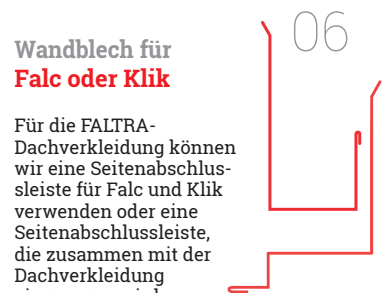 06
Wandblech für
Falc oder Klik
Für die FALTRA-
Dachverkleidung können
wir eine Seitenabschlus-
sleiste für Falc und Klik
verwenden oder eine
Seitenabschlussleiste,
die zusammen mit der
Dachverkleidung